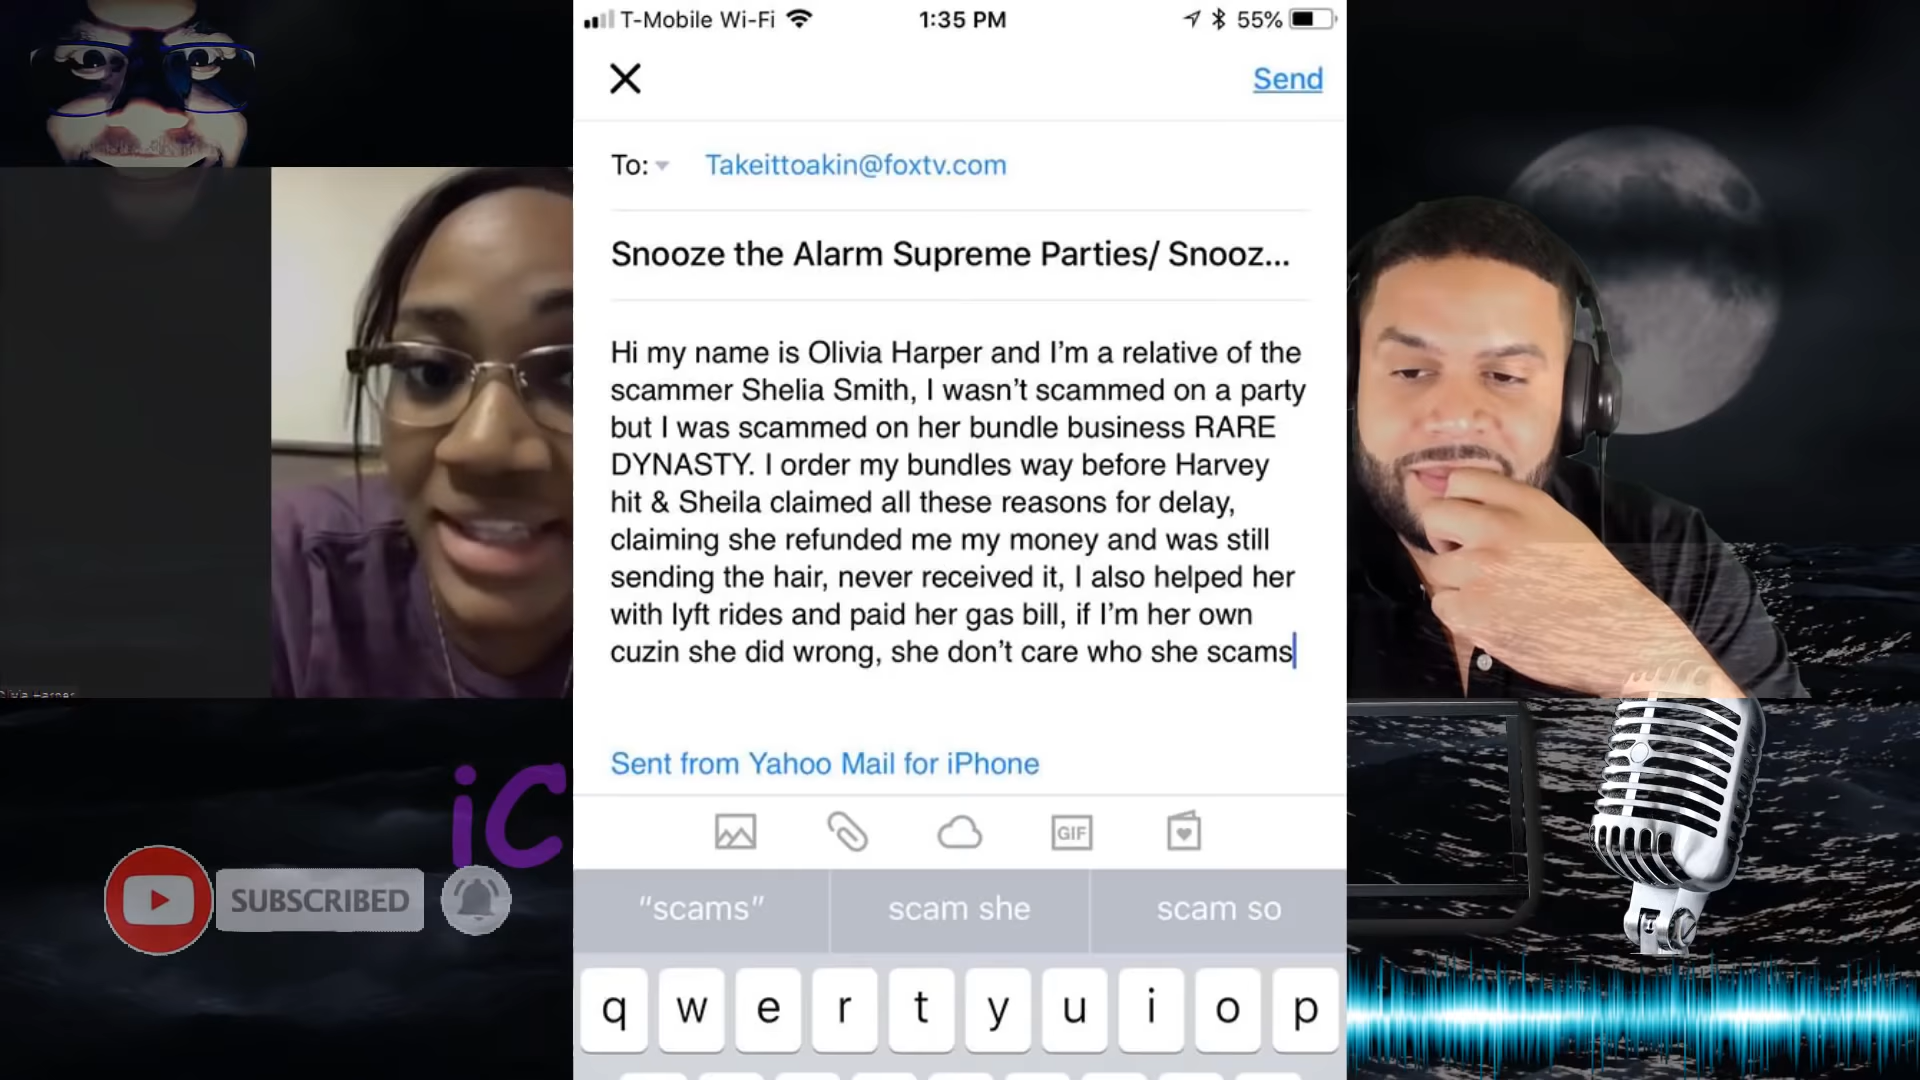 T-Mobile Wi-Fi 1:35 PM 55%
Send
To: Takeittoakin@foxtv.com
Snooze the Alarm Supreme Parties/ Snooz...
Hi my name is Olivia Harper and I'm a relative of the
scammer Shelia Smith, I wasn't scammed on a party
but I was scammed on her bundle business RARE
DYNASTY. I order my bundles way before Harvey
hit & Sheila claimed all these reasons for delay,
claiming she refunded me my money and was still
sending the hair, never received it, I also helped her
with lyft rides and paid her gas bill, if I'm her own
cuzin she did wrong, she don't care who she scams
Sent from Yahoo Mail for iPhone
GIF
"scams" scam she scam so
q w e r t y u i o p
Olivia Harper
iC
SUBSCRIBED